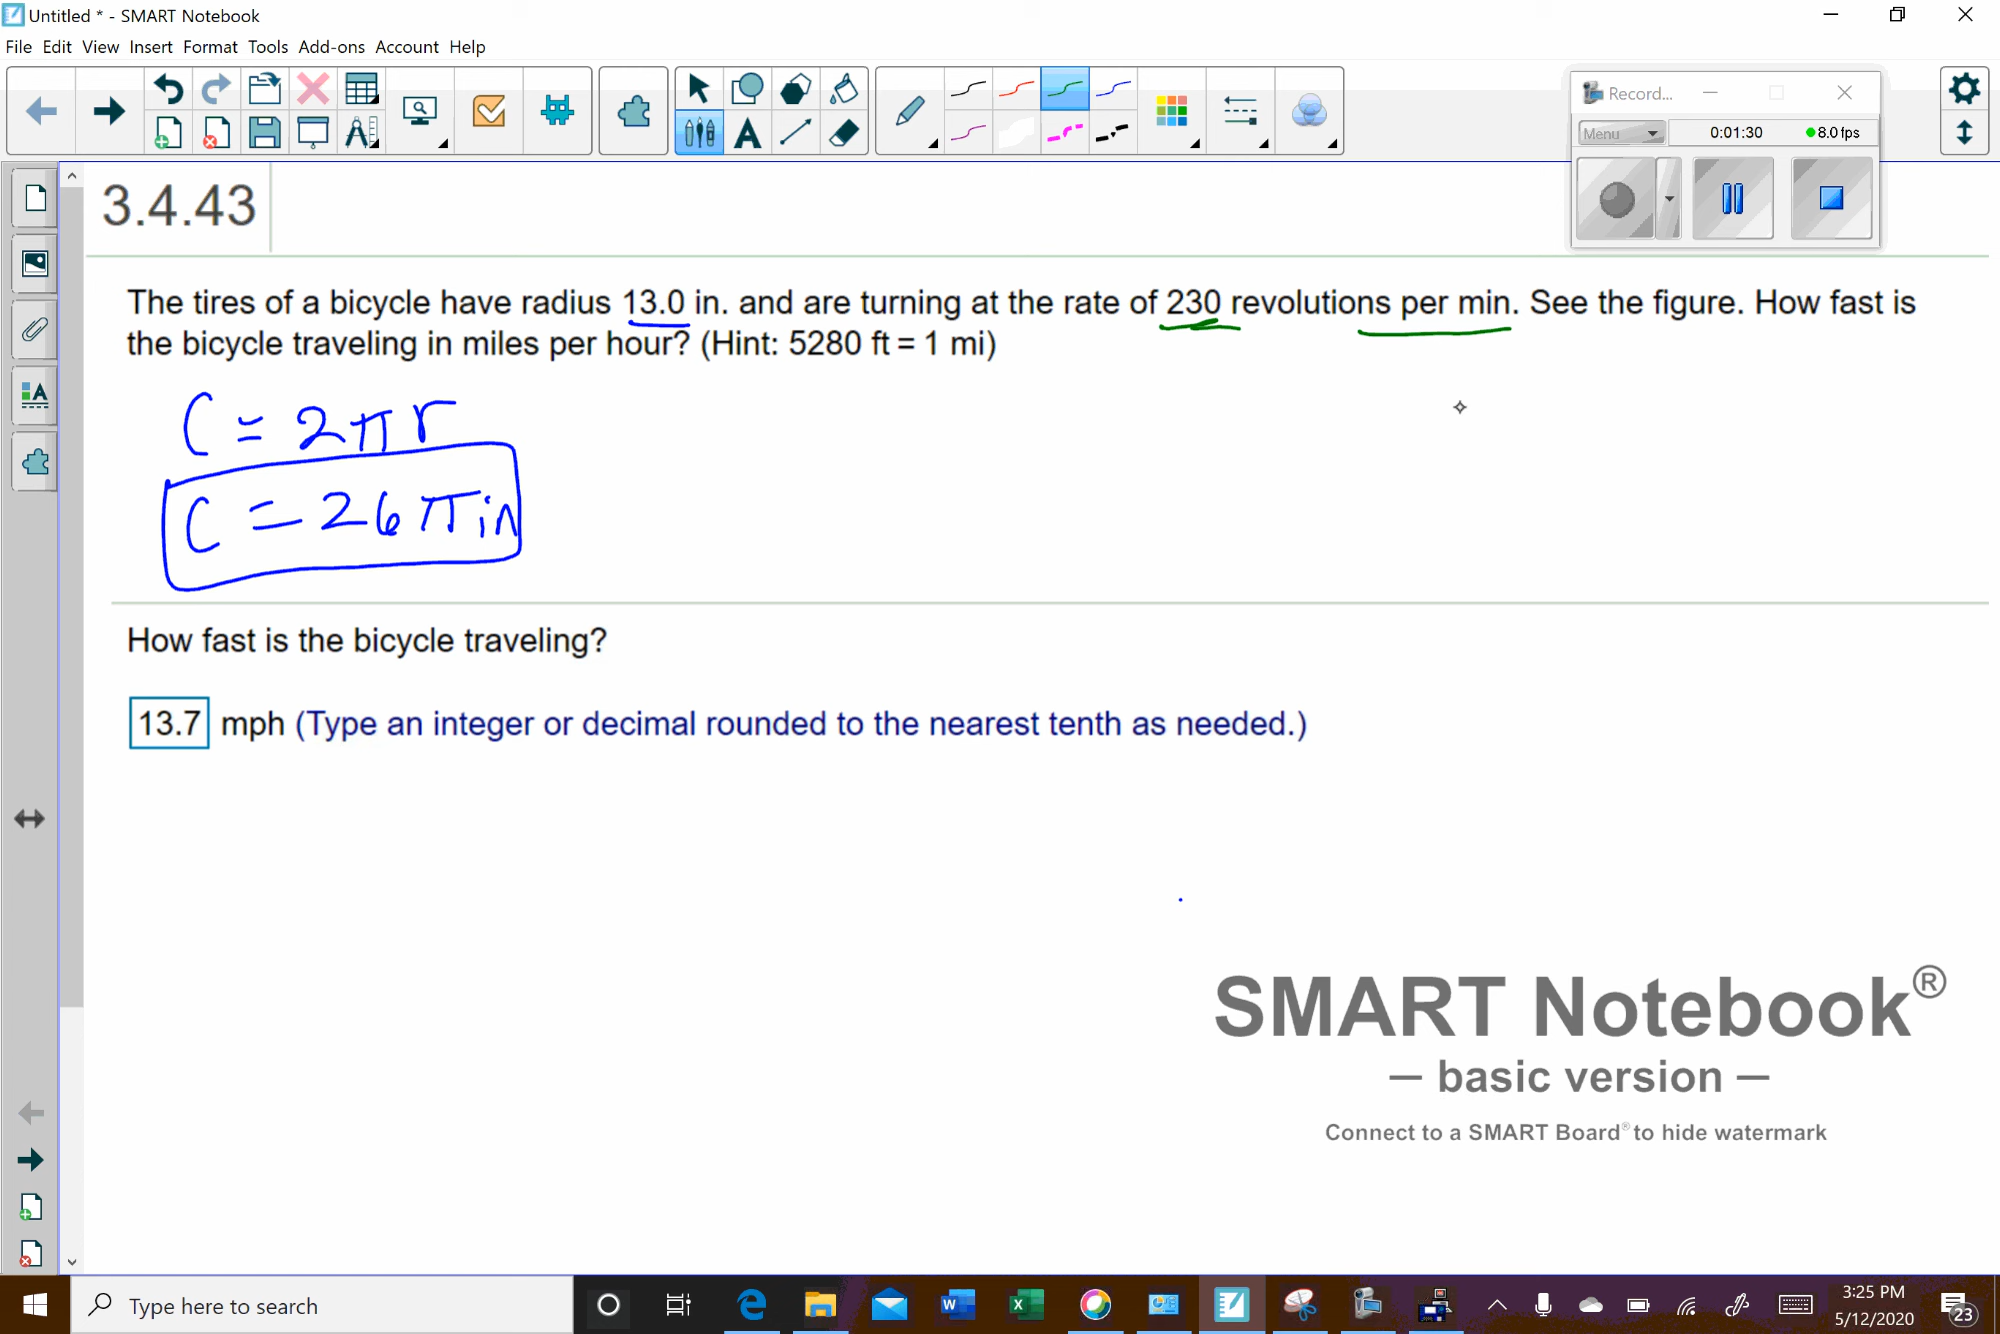 Untitled * - SMART Notebook
File Edit View Insert Format Tools Add-ons Account Help
Record...
Menu 0:01:30 8.0 fps
3.4.43
The tires of a bicycle have radius 13.0 in. and are turning at the rate of 230 revolutions per min. See the figure. How fast is
the bicycle traveling in miles per hour? (Hint: 5280 ft = 1 mi)
C = 2πr
C = 26πin
How fast is the bicycle traveling?
13.7 mph (Type an integer or decimal rounded to the nearest tenth as needed.)
SMART Notebook®
— basic version —
Connect to a SMART Board® to hide watermark
Type here to search
3:25 PM
5/12/2020
23